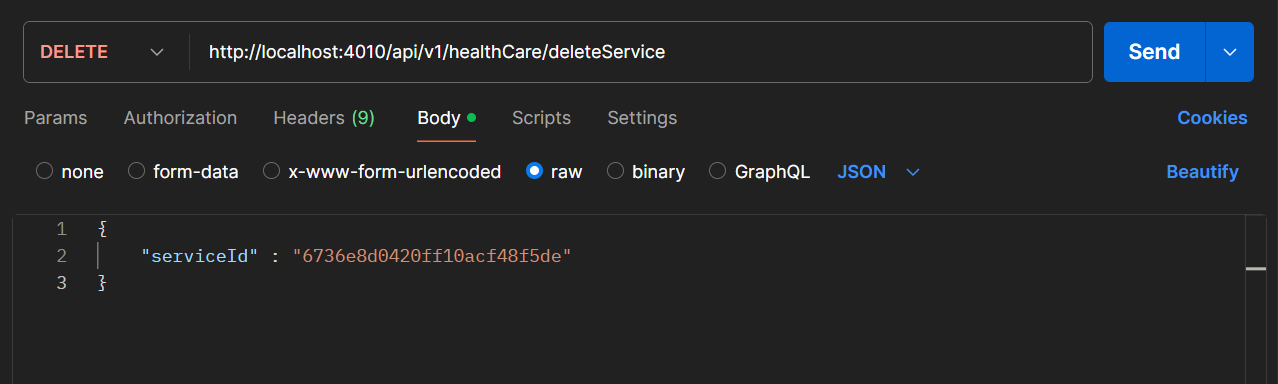 DELETE http://localhost:4010/api/v1/healthCare/deleteService Send
Params Authorization Headers (9) Body Scripts Settings Cookies
none form-data x-www-form-urlencoded raw binary GraphQL JSON Beautify
1 {
2 "serviceId" : "6736e8d0420ff10acf48f5de"
3 }